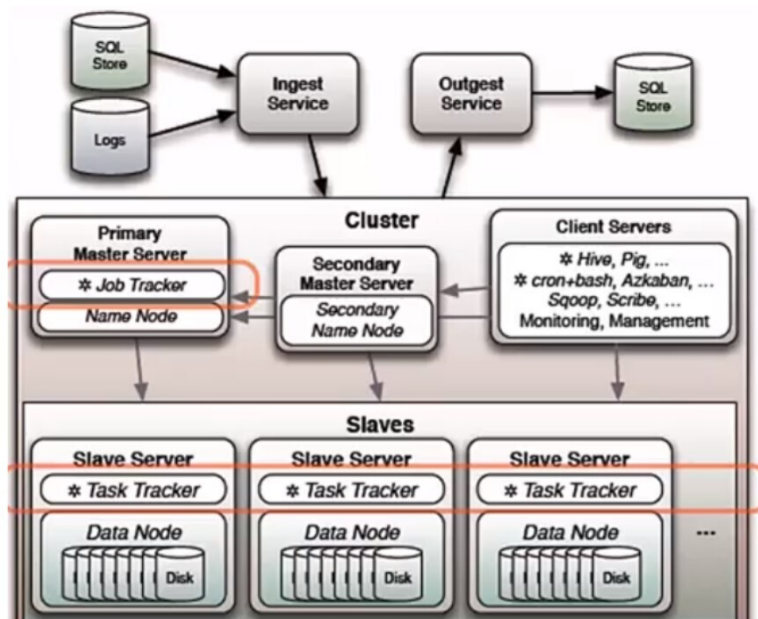 SQL
Store
Logs
Ingest
Service
Outgest
Service
SQL
Store
Cluster
Primary
Master Server
✲ Job Tracker
Name Node
Secondary
Master Server
Secondary
Name Node
Client Servers
✲ Hive, Pig, ...
✲ cron+bash, Azkaban, ...
Sqoop, Scribe, ...
Monitoring, Management
Slaves
Slave Server
✲ Task Tracker
Data Node
Disk
Slave Server
✲ Task Tracker
Data Node
Disk
Slave Server
✲ Task Tracker
Data Node
Disk
...